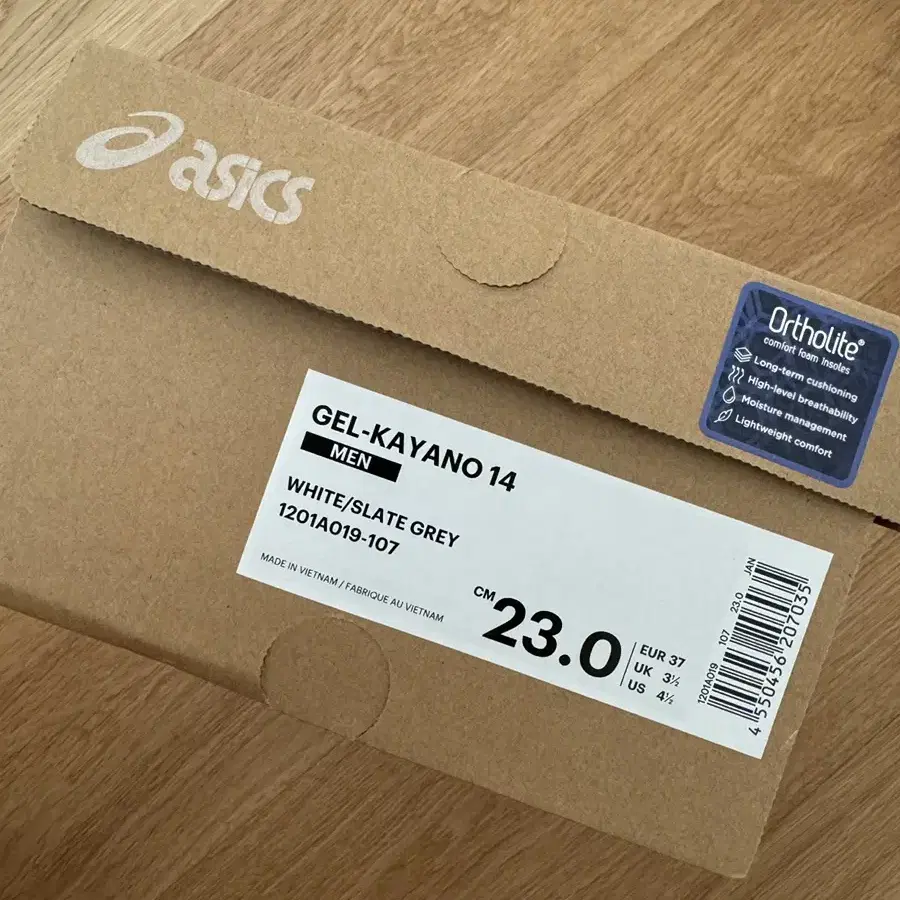 asics
Ortholite®
comfort foam insoles
Long-term cushioning
High-level breathability
Moisture management
Lightweight comfort
GEL-KAYANO 14
MEN
WHITE/SLATE GREY
1201A019-107
MADE IN VIETNAM / FABRIQUE AU VIETNAM
CM 23.0
EUR 37
UK 3½
US 4½
1201A019 107 23.0 JAN
4 550456 207035